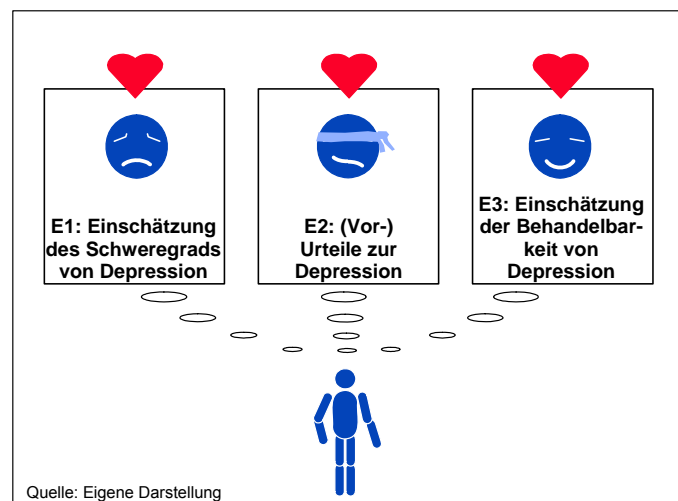 E1: Einschätzung
des Schweregrads
von Depression
E2: (Vor-)
Urteile zur
Depression
E3: Einschätzung
der Behandelbar-
keit von
Depression
Quelle: Eigene Darstellung